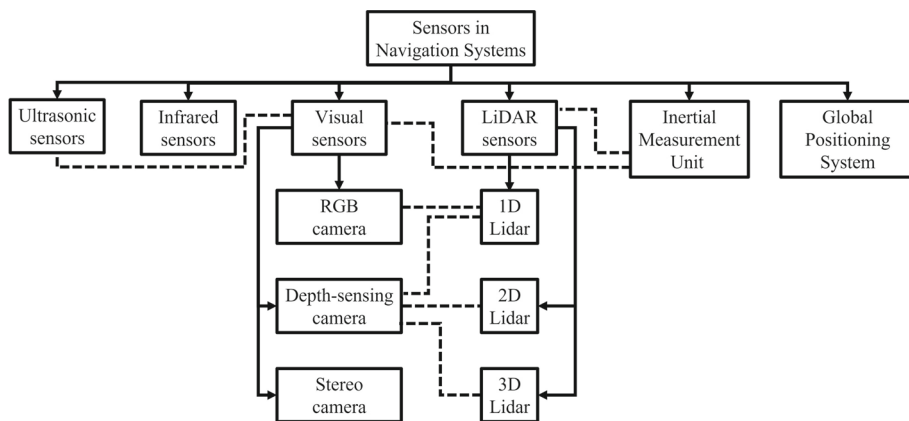 Sensors in
Navigation Systems
Ultrasonic
sensors
Infrared
sensors
Visual
sensors
LiDAR
sensors
Inertial
Measurement
Unit
Global
Positioning
System
RGB
camera
1D
Lidar
Depth-sensing
camera
2D
Lidar
Stereo
camera
3D
Lidar